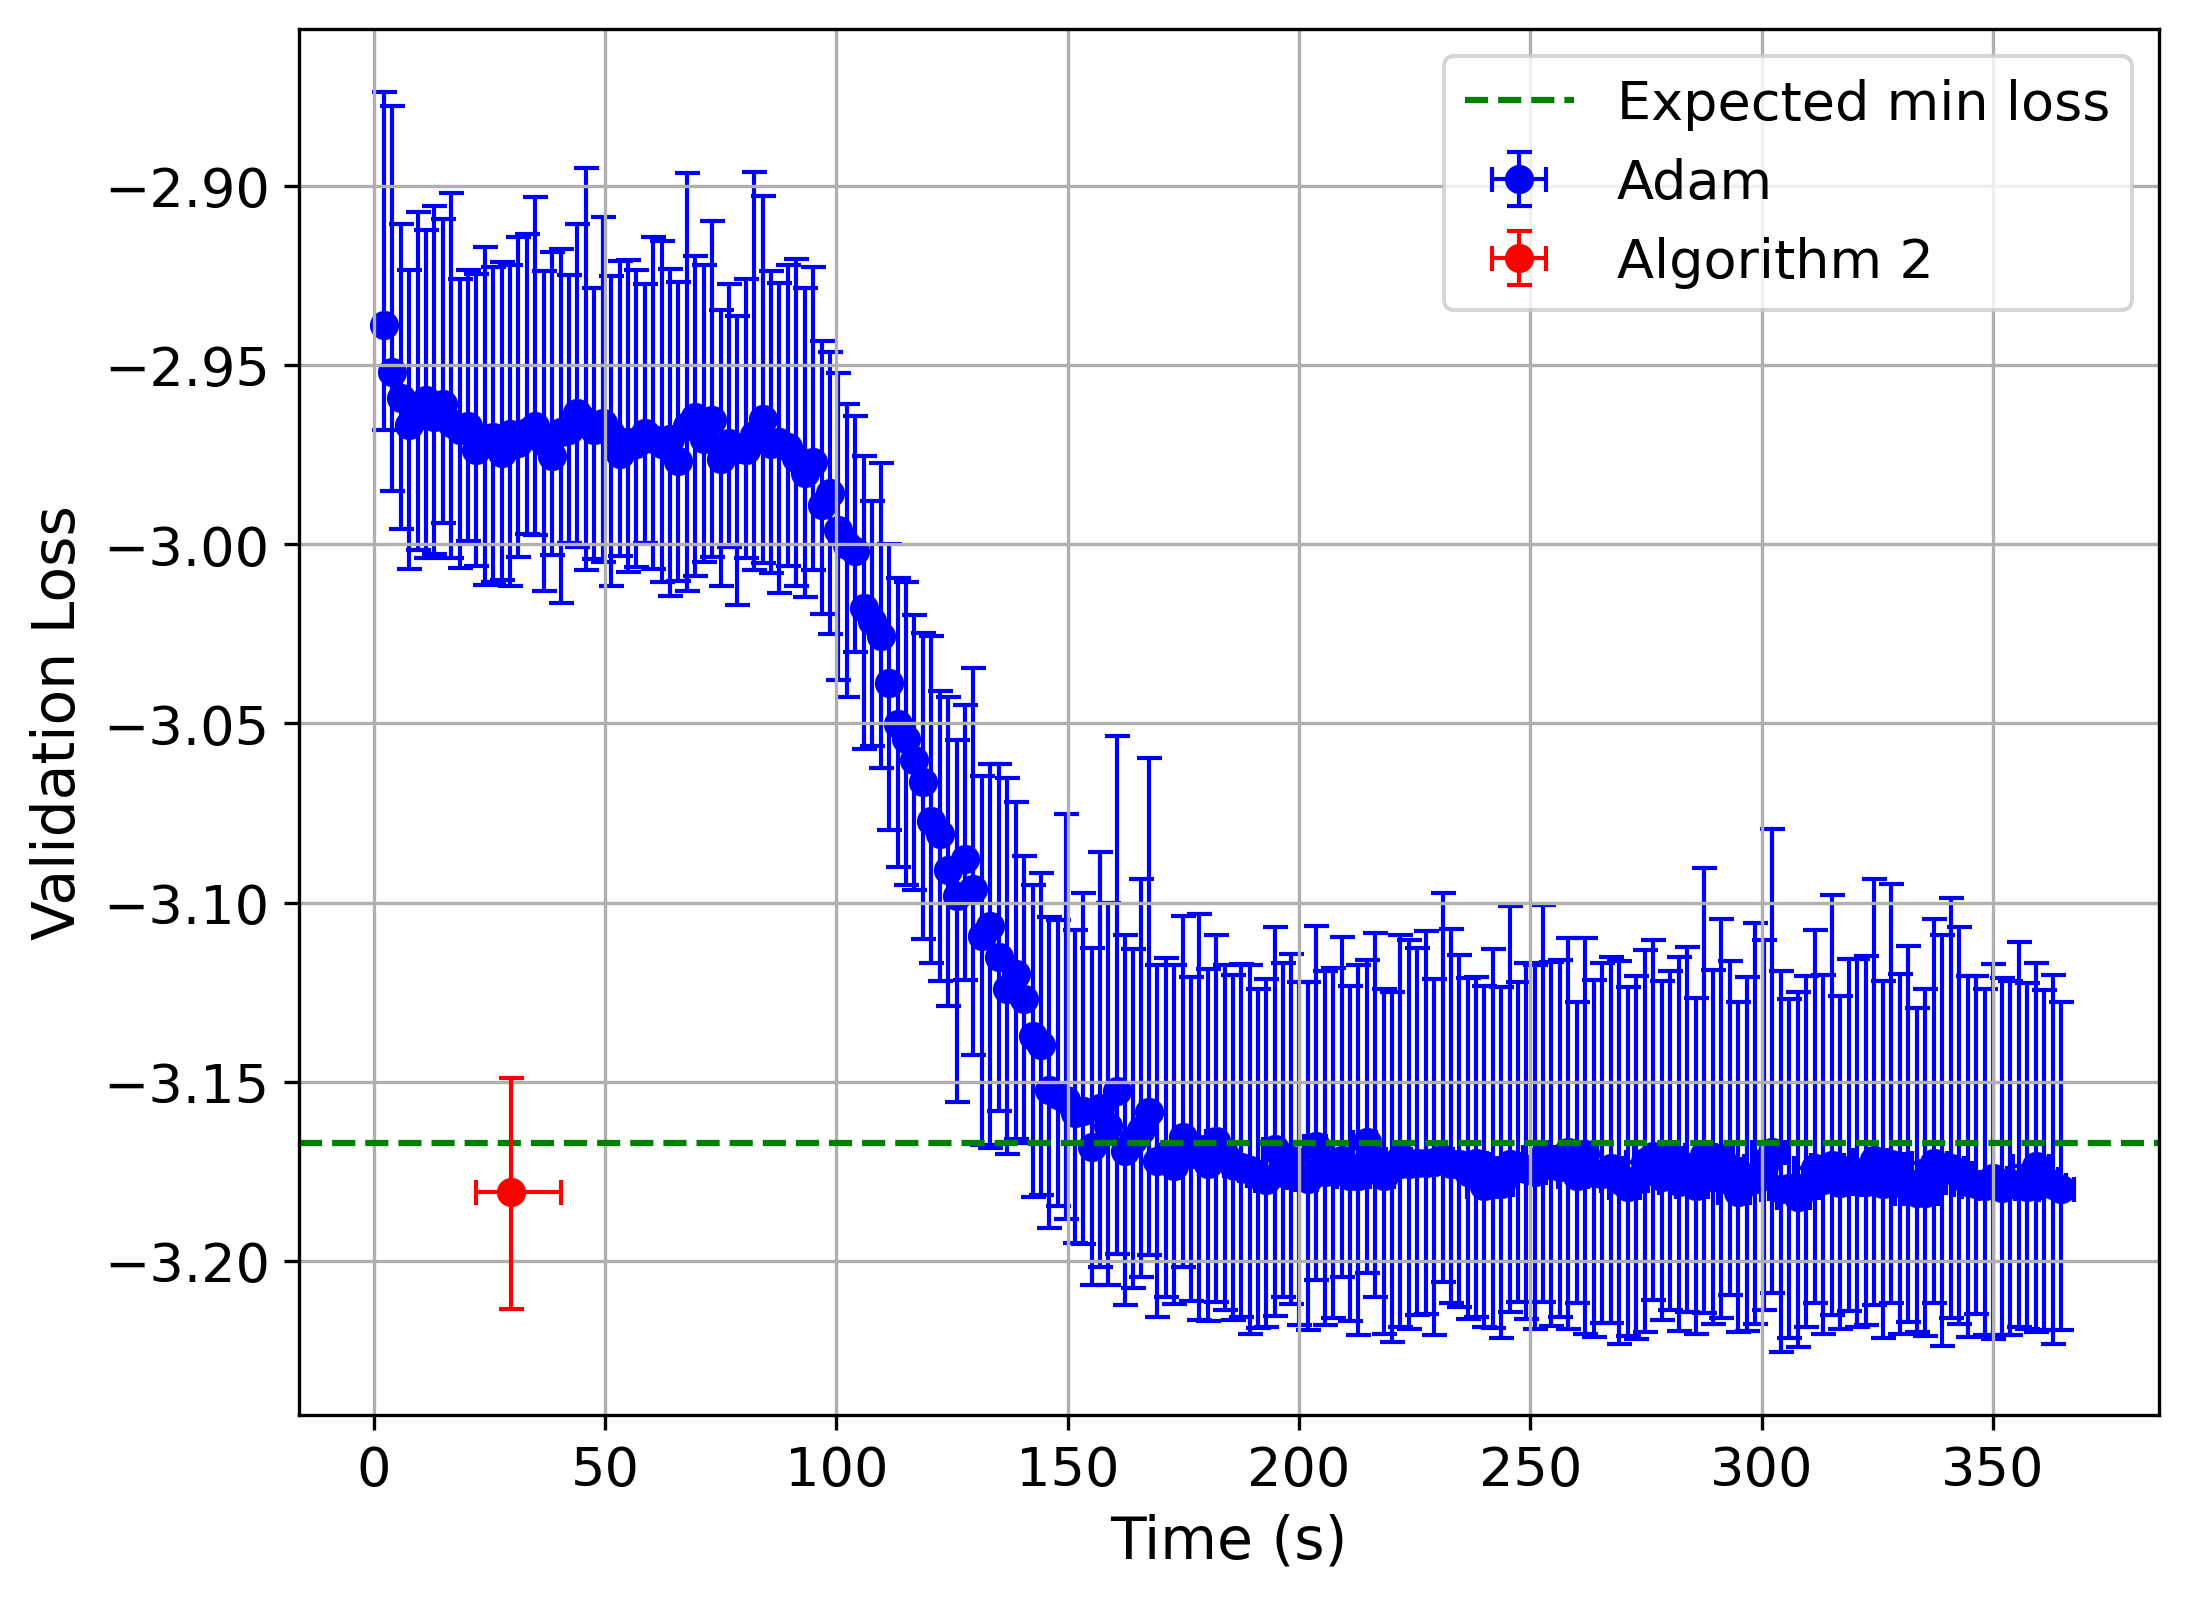 Expected min loss
Adam
Algorithm 2
−2.90
−2.95
−3.00
−3.05
−3.10
−3.15
−3.20
Validation Loss
0 50 100 150 200 250 300 350
Time (s)